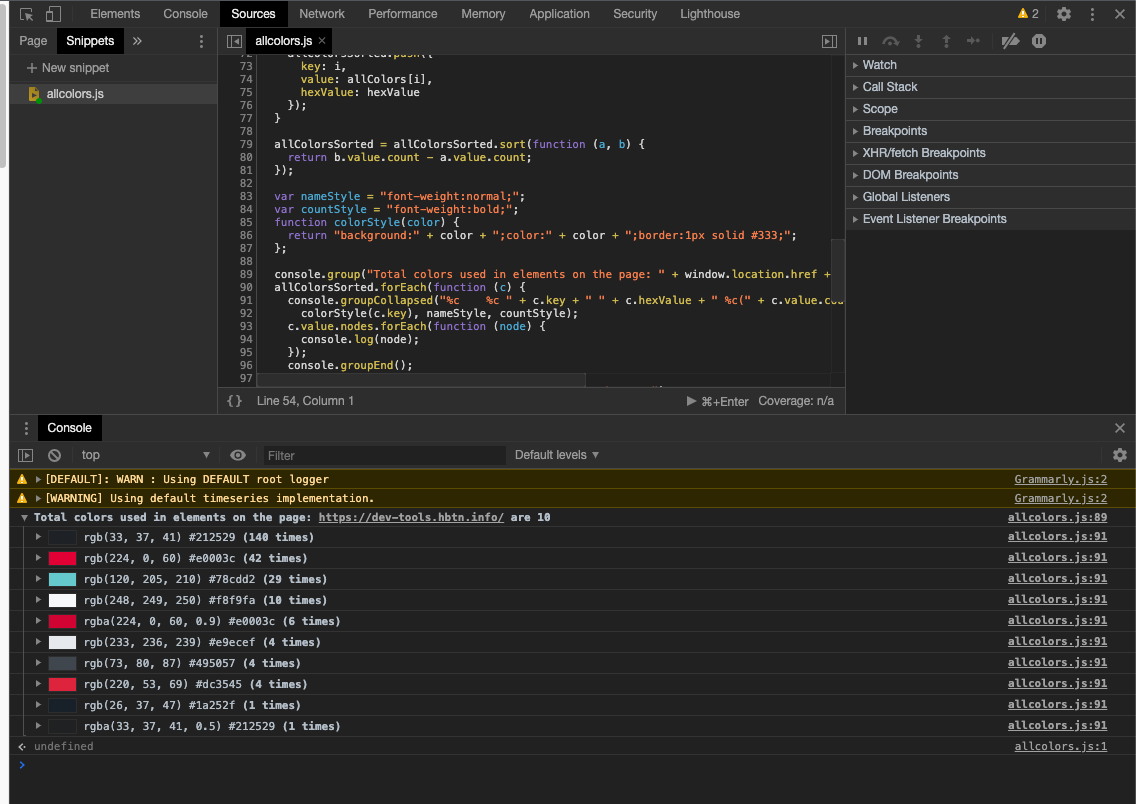 Elements Console Sources Network Performance Memory Application Security Lighthouse 2
Page Snippets » allcolors.js ×
+ New snippet
allcolors.js
73 key: i,
74 value: allColors[i],
75 hexValue: hexValue
76 });
77 }
78
79 allColorsSorted = allColorsSorted.sort(function (a, b) {
80 return b.value.count - a.value.count;
81 });
82
83 var nameStyle = "font-weight:normal;";
84 var countStyle = "font-weight:bold;";
85 function colorStyle(color) {
86 return "background:" + color + ";color:" + color + ";border:1px solid #333;";
87 };
88
89 console.group("Total colors used in elements on the page: " + window.location.href +
90 allColorsSorted.forEach(function (c) {
91 console.groupCollapsed("%c    %c " + c.key + " " + c.hexValue + " %c(" + c.value.cou
92 colorStyle(c.key), nameStyle, countStyle);
93 c.value.nodes.forEach(function (node) {
94 console.log(node);
95 });
96 console.groupEnd();
97
{} Line 54, Column 1 ⌘+Enter Coverage: n/a
Watch
Call Stack
Scope
Breakpoints
XHR/fetch Breakpoints
DOM Breakpoints
Global Listeners
Event Listener Breakpoints
Console
top Filter Default levels
[DEFAULT]: WARN : Using DEFAULT root logger Grammarly.js:2
[WARNING] Using default timeseries implementation. Grammarly.js:2
Total colors used in elements on the page: https://dev-tools.hbtn.info/ are 10 allcolors.js:89
rgb(33, 37, 41) #212529 (140 times) allcolors.js:91
rgb(224, 0, 60) #e0003c (42 times) allcolors.js:91
rgb(120, 205, 210) #78cdd2 (29 times) allcolors.js:91
rgb(248, 249, 250) #f8f9fa (10 times) allcolors.js:91
rgba(224, 0, 60, 0.9) #e0003c (6 times) allcolors.js:91
rgb(233, 236, 239) #e9ecef (4 times) allcolors.js:91
rgb(73, 80, 87) #495057 (4 times) allcolors.js:91
rgb(220, 53, 69) #dc3545 (4 times) allcolors.js:91
rgb(26, 37, 47) #1a252f (1 times) allcolors.js:91
rgba(33, 37, 41, 0.5) #212529 (1 times) allcolors.js:91
undefined allcolors.js:1